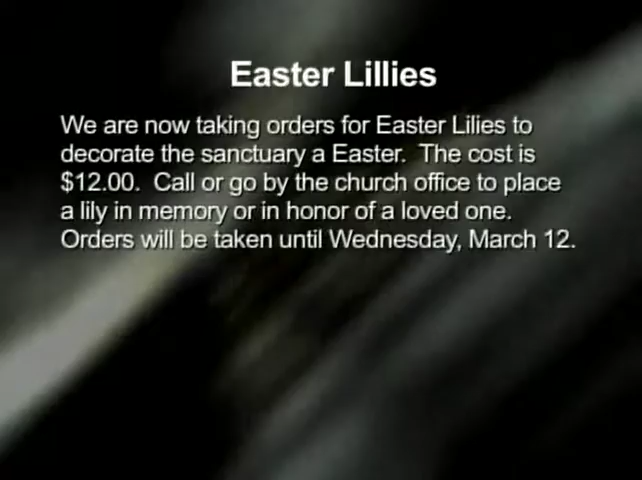 Easter Lillies
We are now taking orders for Easter Lilies to
decorate the sanctuary a Easter.  The cost is
$12.00.  Call or go by the church office to place
a lily in memory or in honor of a loved one.
Orders will be taken until Wednesday, March 12.